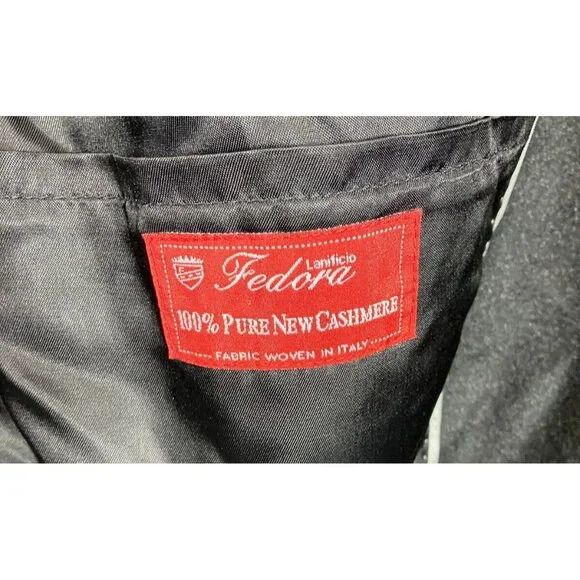 Lanificio
Fedora
100% PURE NEW CASHMERE
FABRIC WOVEN IN ITALY